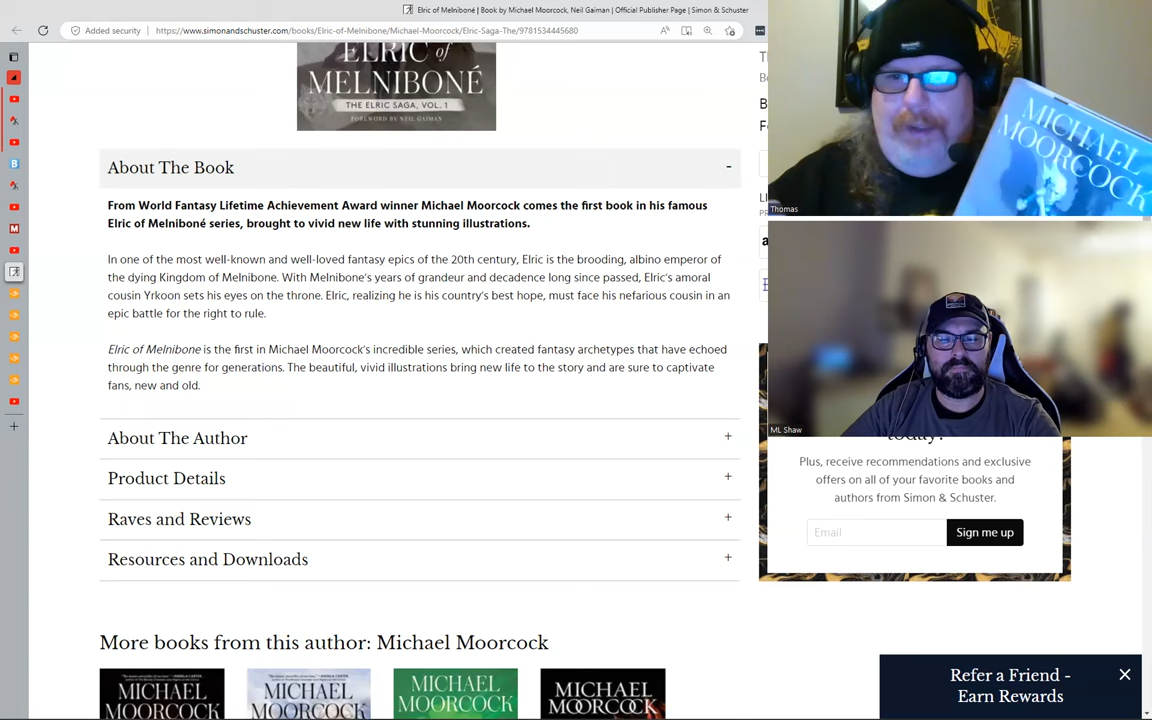 Elric of Melniboné | Book by Michael Moorcock, Neil Gaiman | Official Publisher Page | Simon & Schuster
Added security
https://www.simonandschuster.com/books/Elric-of-Melnibone/Michael-Moorcock/Elric-Saga-The/9781534445680
ELRIC OF
MELNIBONÉ
THE ELRIC SAGA, VOL. 1
FOREWORD BY NEIL GAIMAN
About The Book -
From World Fantasy Lifetime Achievement Award winner Michael Moorcock comes the first book in his famous
Elric of Melniboné series, brought to vivid new life with stunning illustrations.
In one of the most well-known and well-loved fantasy epics of the 20th century, Elric is the brooding, albino emperor of
the dying Kingdom of Melnibone. With Melnibone's years of grandeur and decadence long since passed, Elric's amoral
cousin Yrkoon sets his eyes on the throne. Elric, realizing he is his country's best hope, must face his nefarious cousin in an
epic battle for the right to rule.
Elric of Melnibone is the first in Michael Moorcock's incredible series, which created fantasy archetypes that have echoed
through the genre for generations. The beautiful, vivid illustrations bring new life to the story and are sure to captivate
fans, new and old.
About The Author +
Product Details +
Raves and Reviews +
Resources and Downloads +
More books from this author: Michael Moorcock
MICHAEL
MOORCOCK
MICHAEL
MOORCOCK
MICHAEL
MOORCOCK
MICHAEL
MOORCOCK
MICHAEL
MOORCOCK
Thomas
ML Shaw
today!
Plus, receive recommendations and exclusive
offers on all of your favorite books and
authors from Simon & Schuster.
Email
Sign me up
Refer a Friend -
Earn Rewards